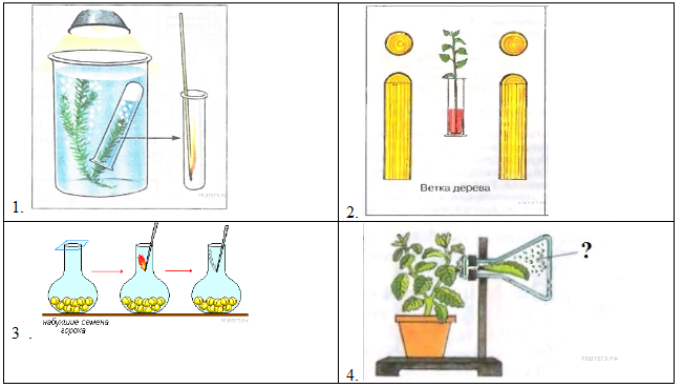 1.
2.
Ветка дерева
3 .
набухшие семена
гороха
4.
?